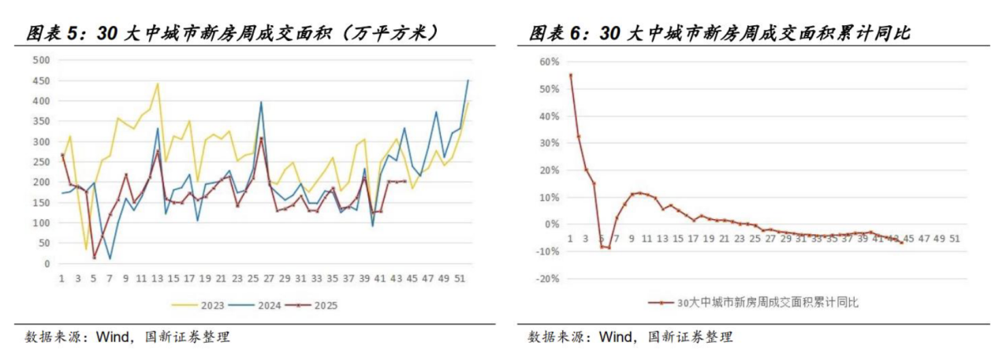 图表 5：30 大中城市新房周成交面积（万平方米）
500
450
400
350
300
250
200
150
100
50
0
1 3 5 7 9 11 13 15 17 19 21 23 25 27 29 31 33 35 37 39 41 43 45 47 49 51
2023 2024 2025
数据来源：Wind，国新证券整理
图表 6：30 大中城市新房周成交面积累计同比
60%
50%
40%
30%
20%
10%
0%
-10%
-20%
1 3 5 7 9 11 13 15 17 19 21 23 25 27 29 31 33 35 37 39 41 43 45 47 49 51
30大中城市新房周成交面积累计同比
数据来源：Wind，国新证券整理